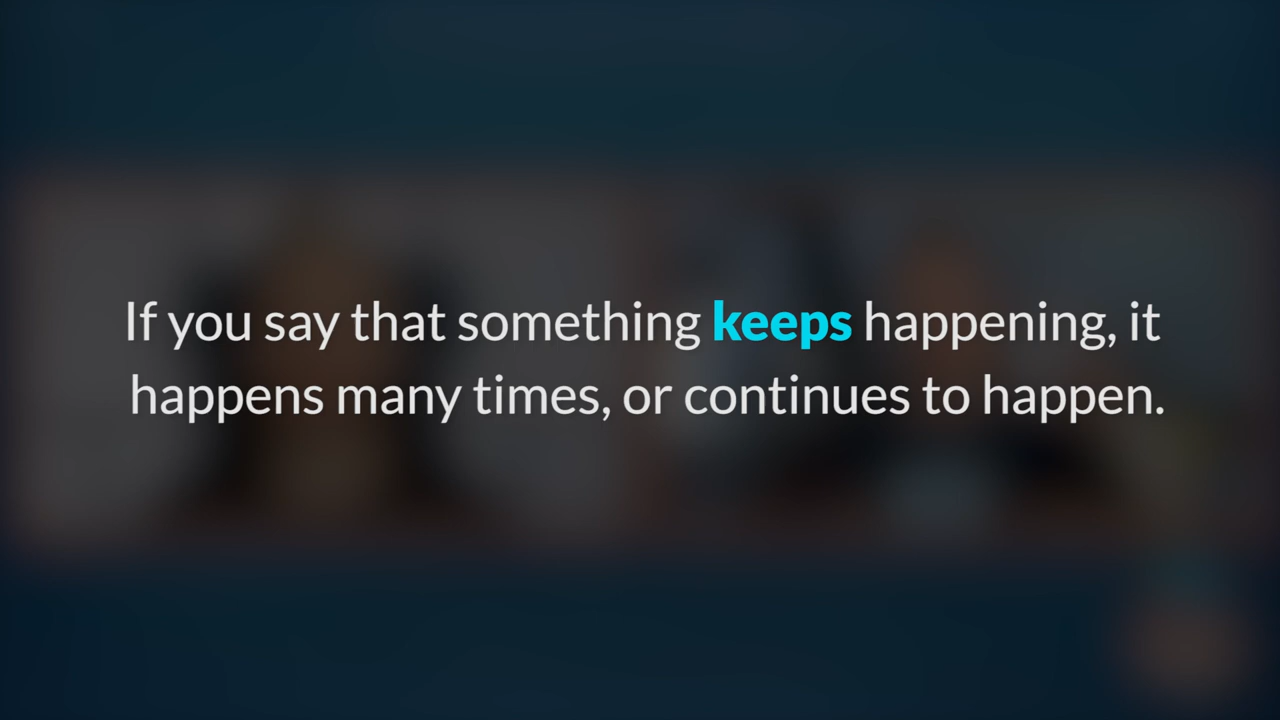 If you say that something keeps happening, it
happens many times, or continues to happen.